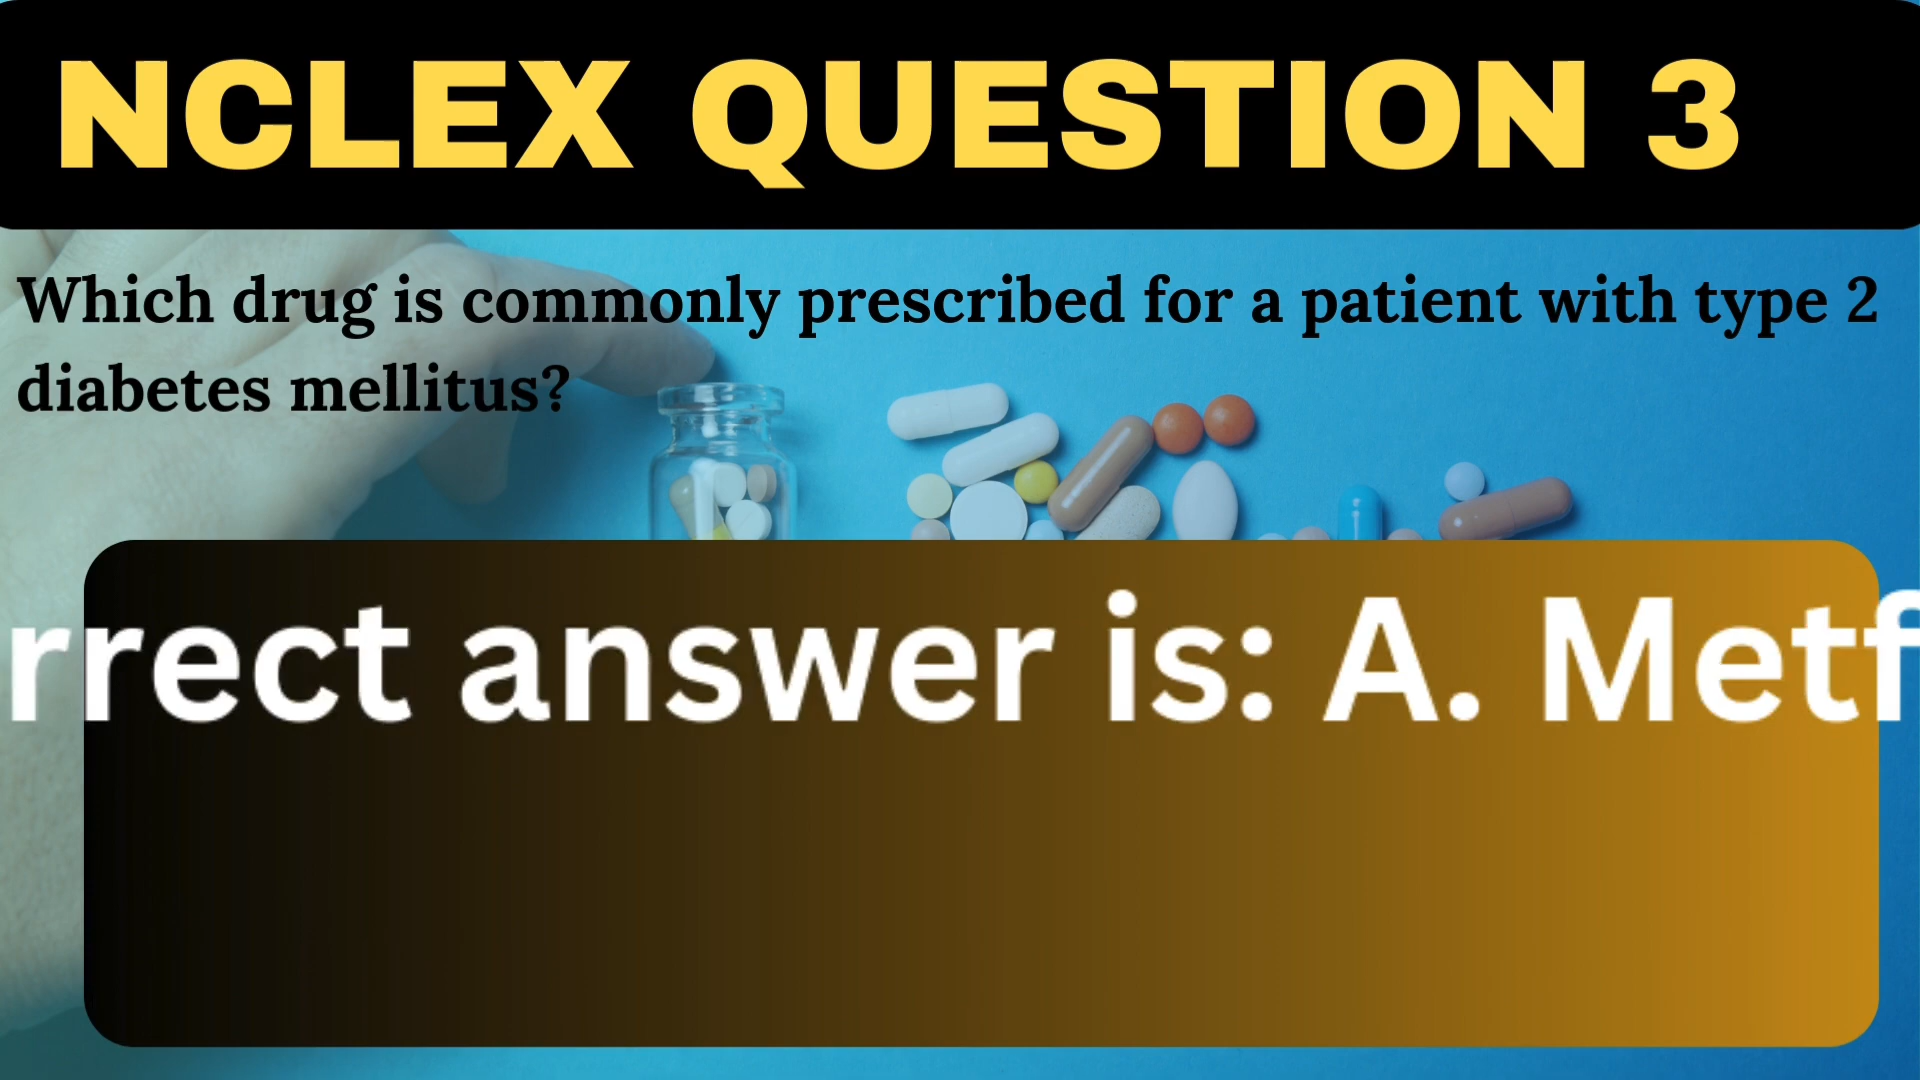 NCLEX QUESTION 3
Which drug is commonly prescribed for a patient with type 2
diabetes mellitus?
rrect answer is: A. Metf